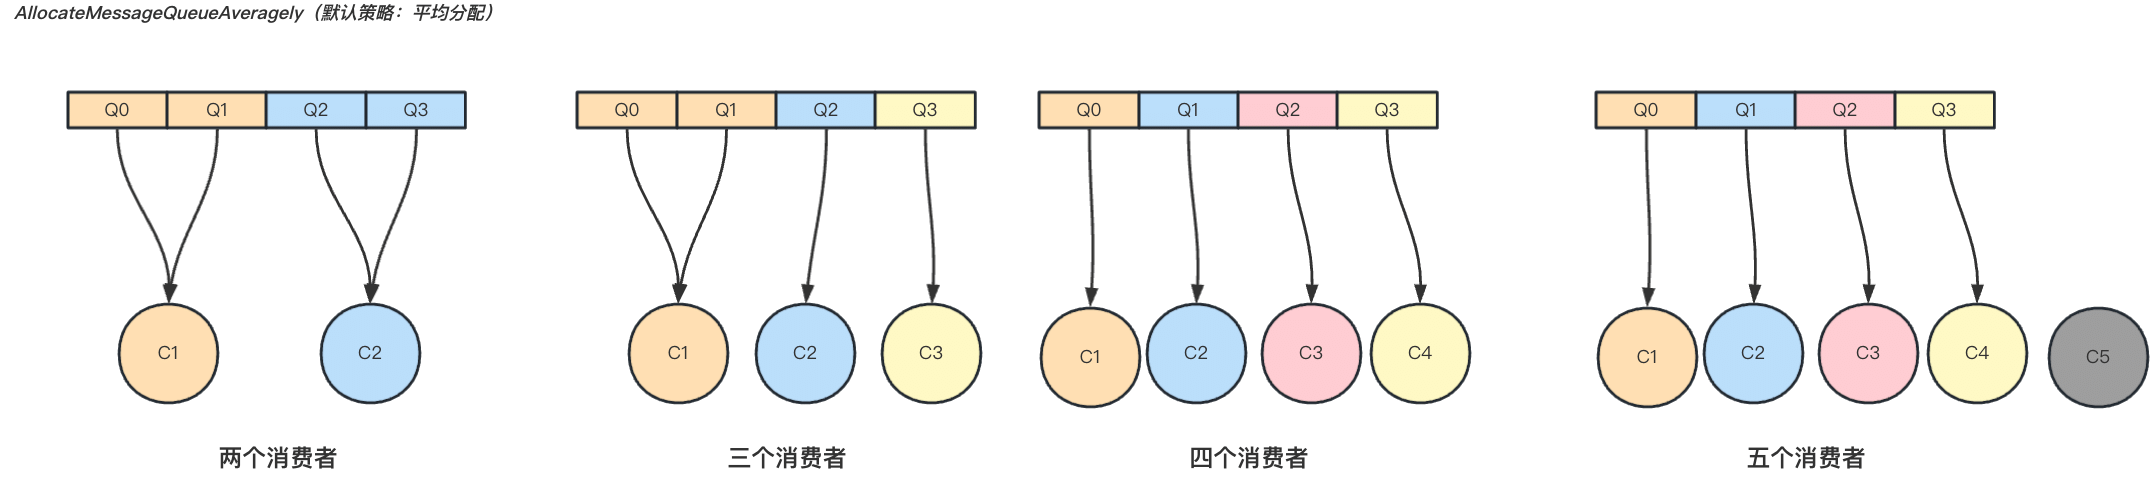 AllocateMessageQueueAveragely（默认策略：平均分配）
Q0 Q1 Q2 Q3
Q0 Q1 Q2 Q3
Q0 Q1 Q2 Q3
Q0 Q1 Q2 Q3
C1 C2
C1 C2 C3
C1 C2 C3 C4
C1 C2 C3 C4 C5
两个消费者
三个消费者
四个消费者
五个消费者